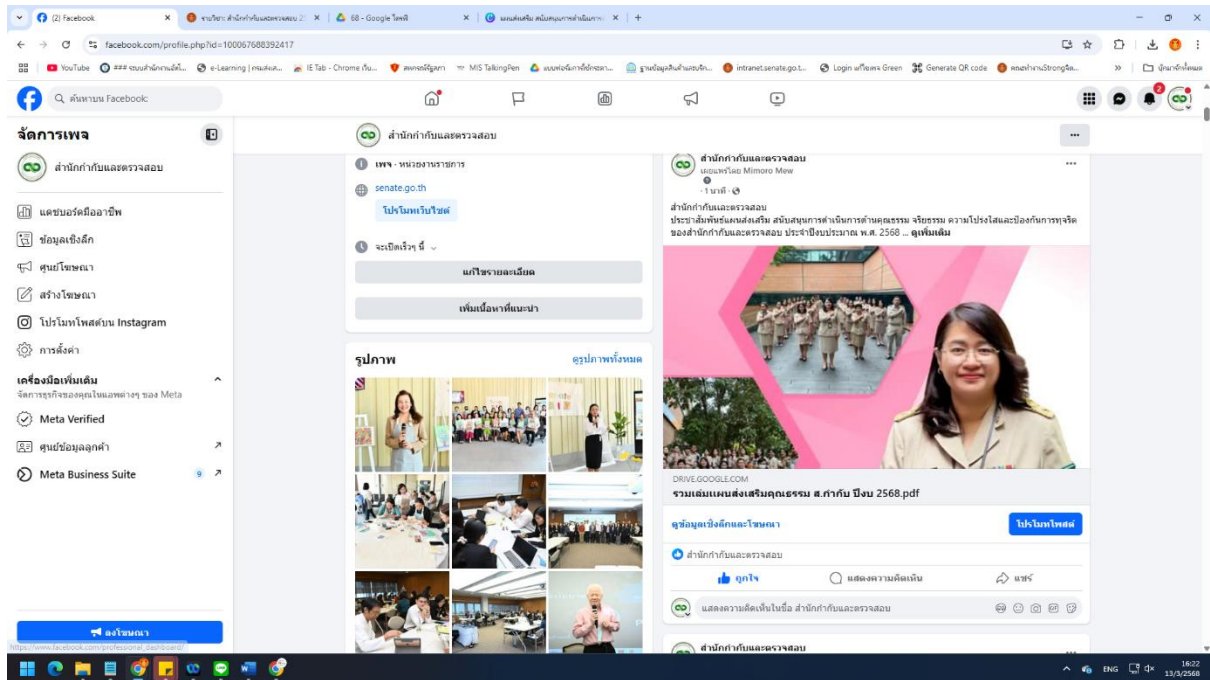 (2) Facebook
68 - Google ไดรฟ์
facebook.com/profile.php?id=100067688392417
YouTube
e-Learning
IE Tab - Chrome
MIS TalkingPen
intranet.senate.go.t...
Generate QR code
ค้นหาบน Facebook
2
จัดการเพจ
สำนักกำกับและตรวจสอบ
แดชบอร์ดมืออาชีพ
ข้อมูลเชิงลึก
ศูนย์โฆษณา
สร้างโฆษณา
โปรโมทโพสต์บน Instagram
การตั้งค่า
เครื่องมือเพิ่มเติม
จัดการธุรกิจของคุณในแอพต่างๆ ของ Meta
Meta Verified
ศูนย์ข้อมูลลูกค้า
Meta Business Suite
9
ลงโฆษณา
https://www.facebook.com/professional_dashboard/
สำนักกำกับและตรวจสอบ
เพจ · หน่วยงานราชการ
senate.go.th
โปรโมทเว็บไซต์
จะเปิดเร็วๆ นี้
แก้ไขรายละเอียด
เพิ่มเนื้อหาที่แนะนำ
รูปภาพ
ดูรูปภาพทั้งหมด
สำนักกำกับและตรวจสอบ
เผยแพร่โดย Mimoro Mew
· 1 นาที ·
สำนักกำกับและตรวจสอบ
ประชาสัมพันธ์แผนส่งเสริม สนับสนุนการดำเนินการด้านคุณธรรม จริยธรรม ความโปร่งใสและป้องกันการทุจริต
ของสำนักกำกับและตรวจสอบ ประจำปีงบประมาณ พ.ศ. 2568 ... ดูเพิ่มเติม
DRIVE.GOOGLE.COM
รวมเล่มแผนส่งเสริมคุณธรรม ส.กำกับ ปีงบ 2568.pdf
ดูข้อมูลเชิงลึกและโฆษณา
โปรโมทโพสต์
สำนักกำกับและตรวจสอบ
ถูกใจ
แสดงความคิดเห็น
แชร์
แสดงความคิดเห็นในชื่อ สำนักกำกับและตรวจสอบ
สำนักกำกับและตรวจสอบ
ENG
16:22
13/3/2568